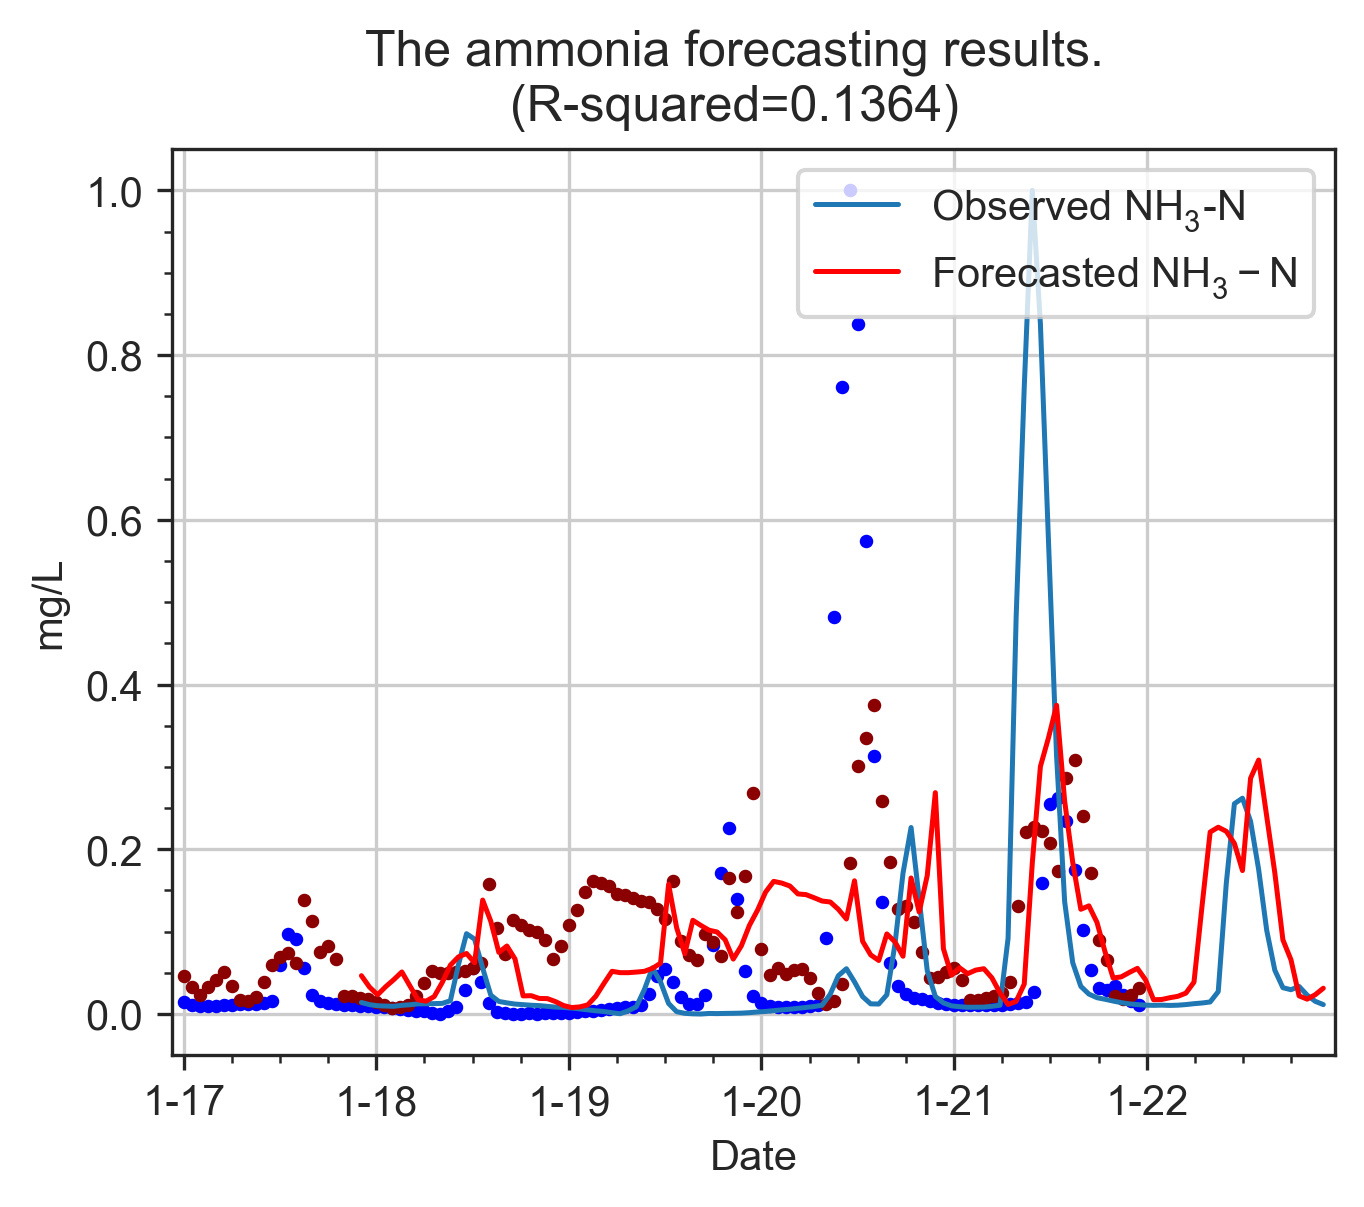 The ammonia forecasting results.
(R-squared=0.1364)
Observed NH₃-N
Forecasted NH₃ − N
1.0
0.8
0.6
0.4
0.2
0.0
mg/L
1-17 1-18 1-19 1-20 1-21 1-22
Date